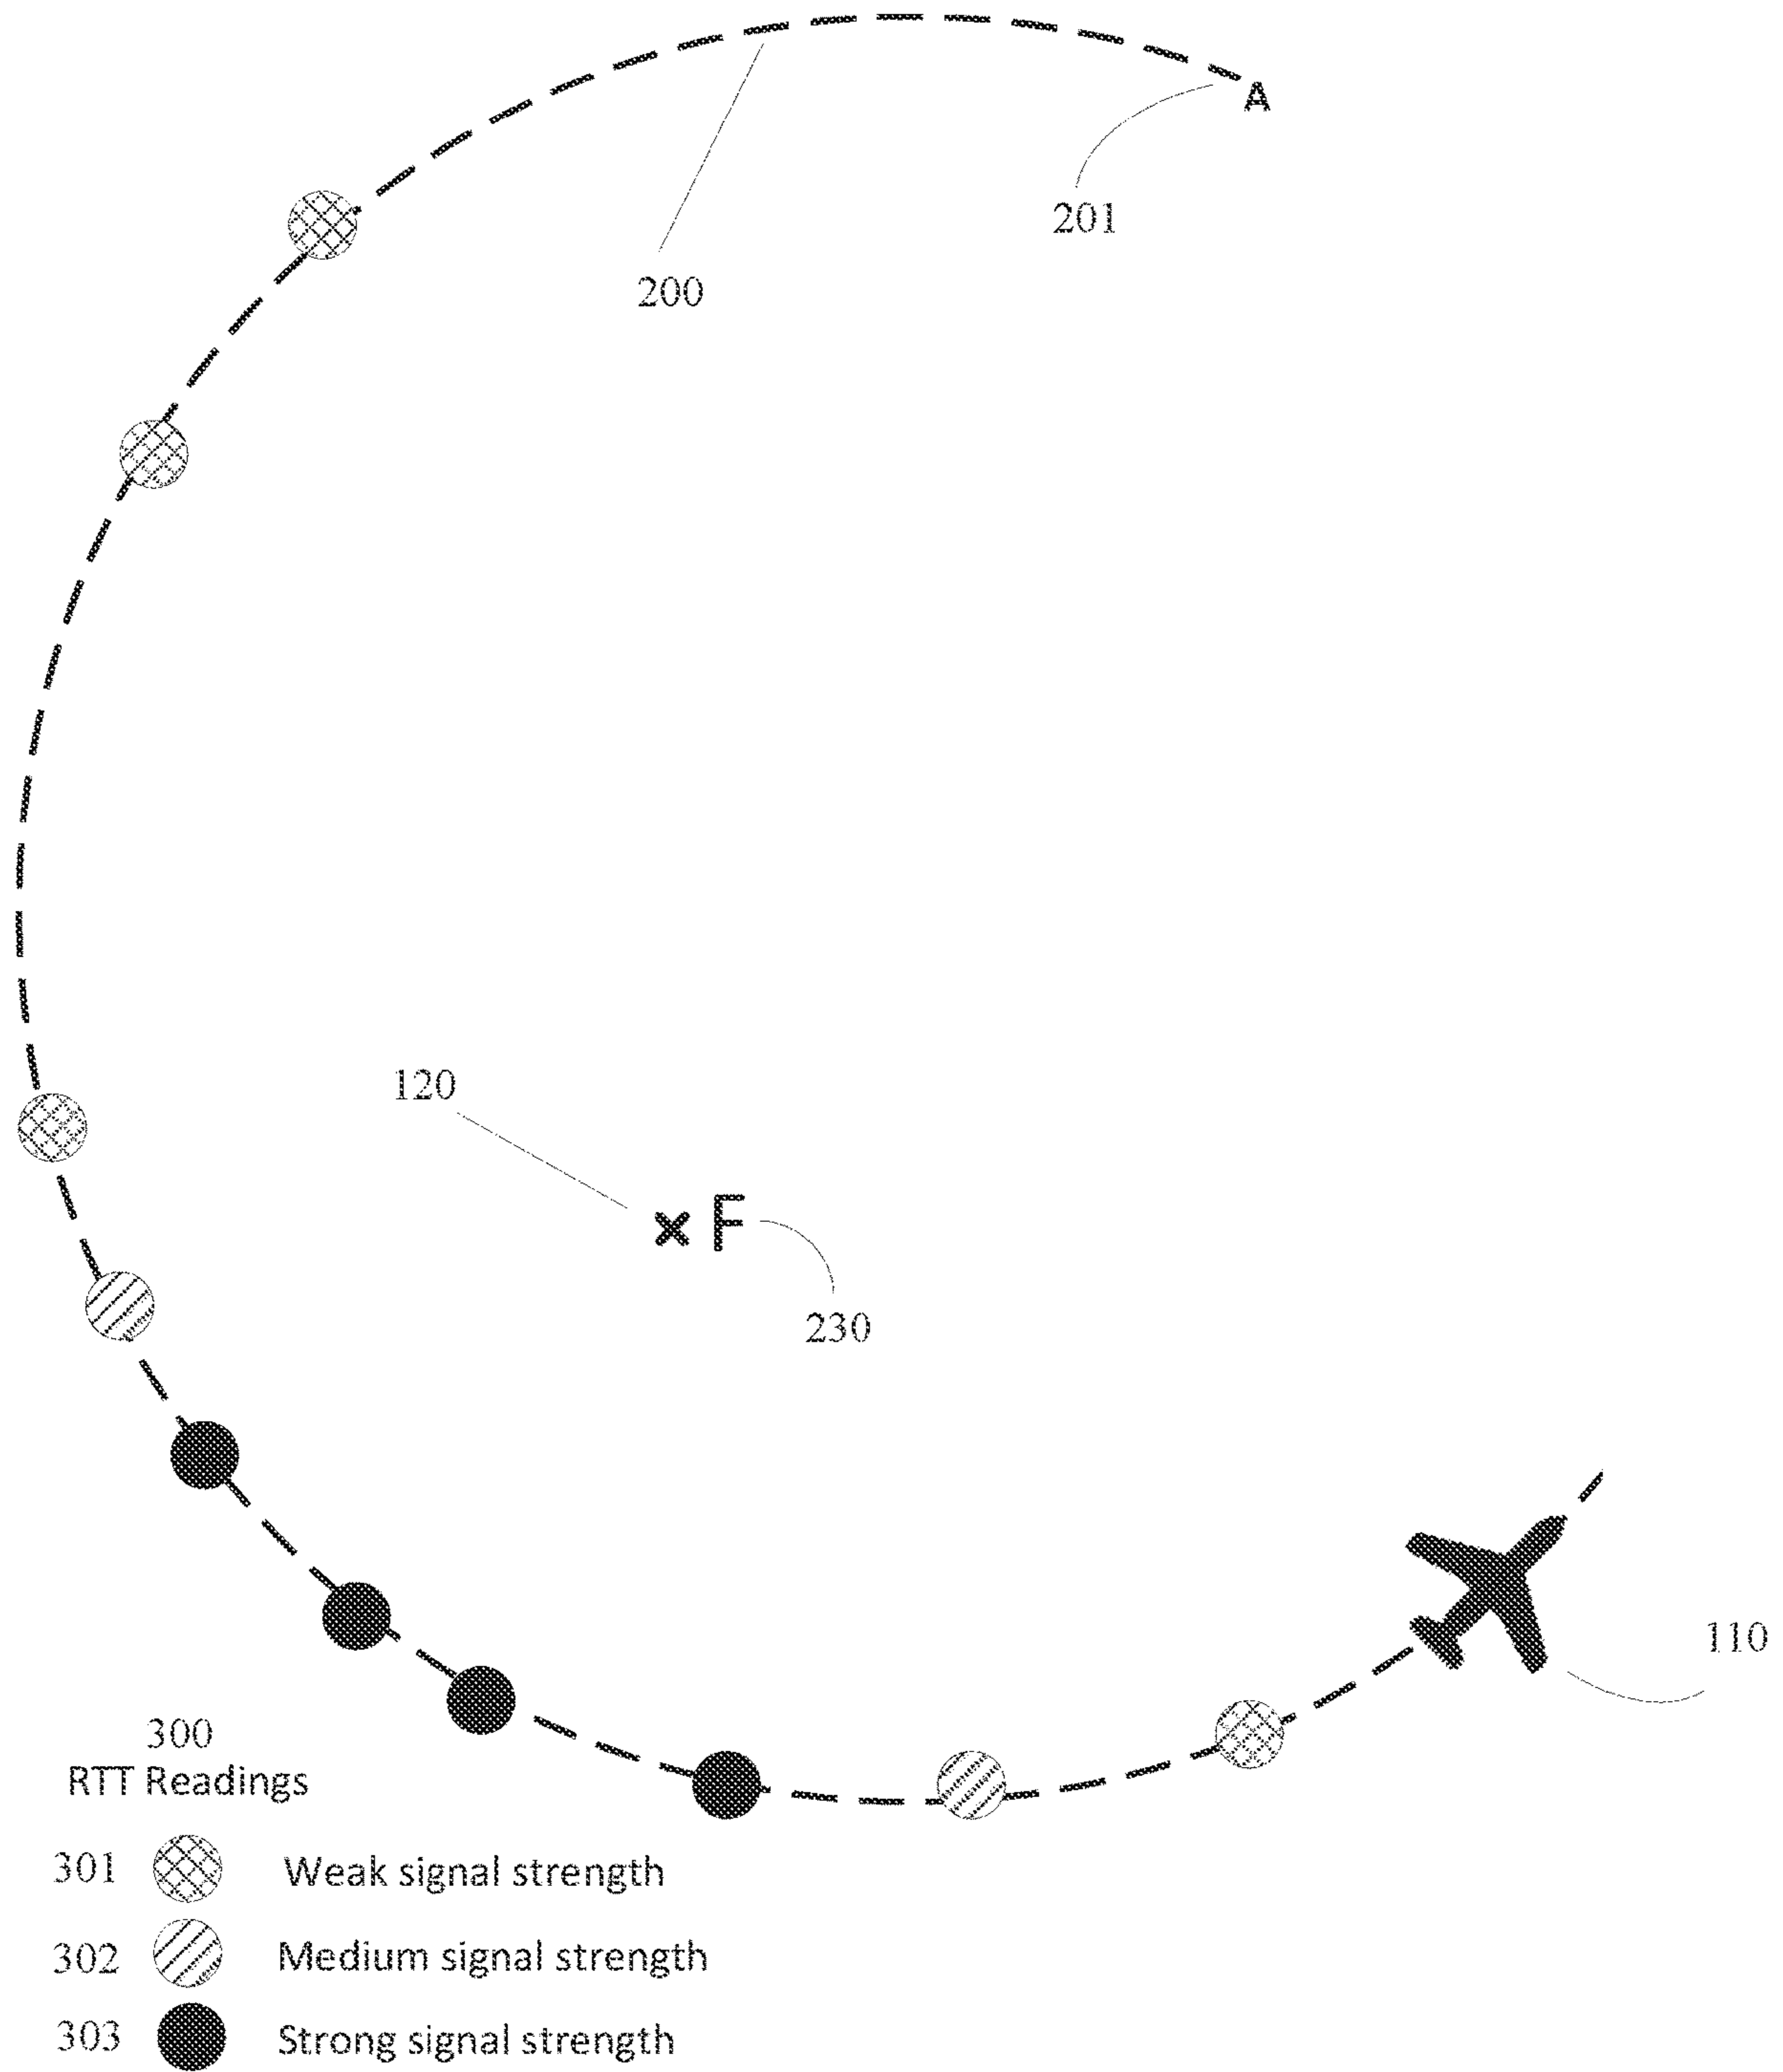 A
201
200
120
F
230
110
300
RTT Readings
301 Weak signal strength
302 Medium signal strength
303 Strong signal strength